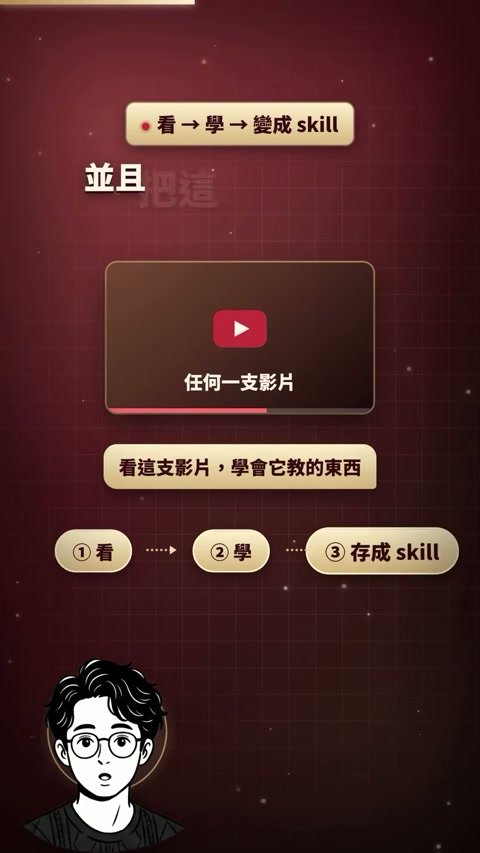 看 → 學 → 變成 skill
並且把這
任何一支影片
看這支影片，學會它教的東西
① 看 ② 學 ③ 存成 skill